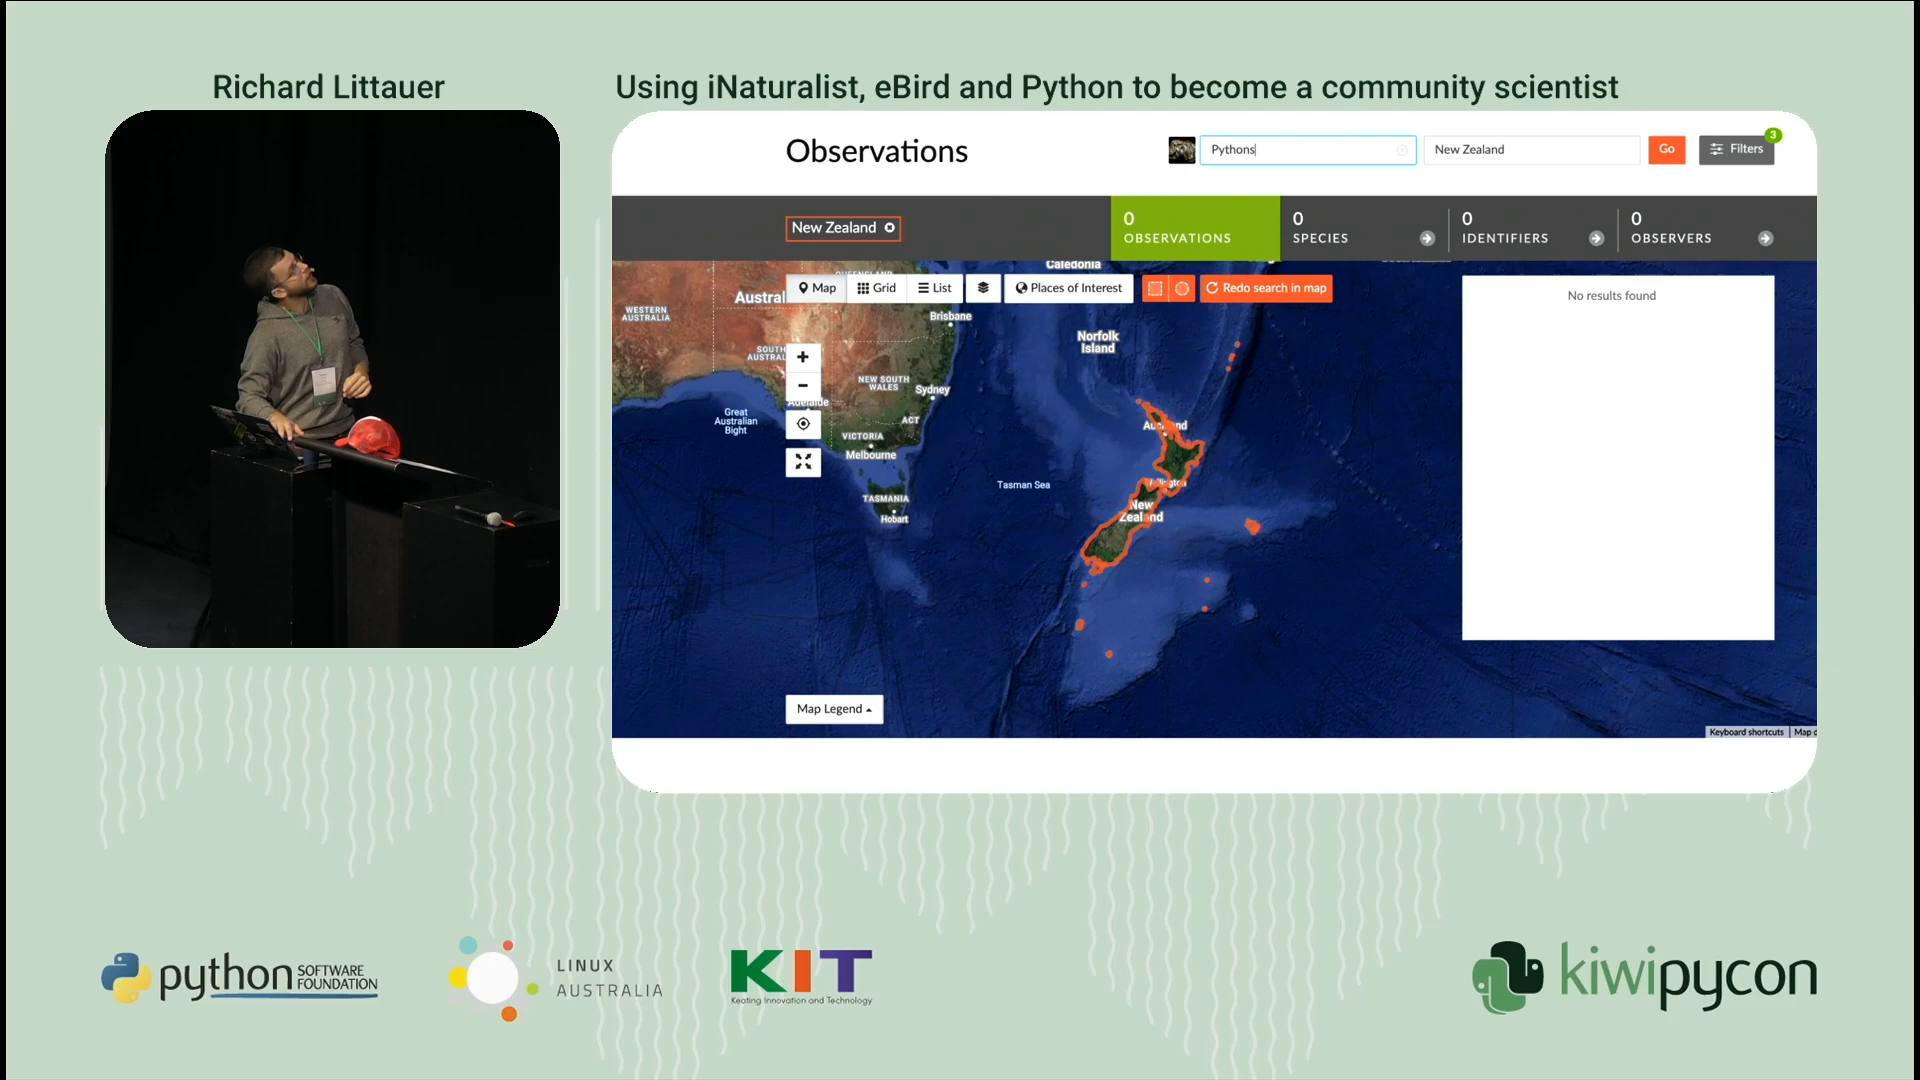 Richard Littauer
Using iNaturalist, eBird and Python to become a community scientist
Observations
Pythons
New Zealand
Go
Filters
3
New Zealand
0
OBSERVATIONS
0
SPECIES
0
IDENTIFIERS
0
OBSERVERS
Map
Grid
List
Places of Interest
Redo search in map
No results found
Caledonia
QUEENSLAND
Austral
WESTERN
AUSTRALIA
Brisbane
Norfolk
Island
SOUTH
AUSTRAL
NEW SOUTH
WALES
Sydney
Adelaide
Great
Australian
Bight
ACT
VICTORIA
Melbourne
Auckland
Tasman Sea
Wellington
TASMANIA
Hobart
New
Zealand
Map Legend
Keyboard shortcuts
Map d
python SOFTWARE
FOUNDATION
LINUX
AUSTRALIA
KIT
Keating Innovation and Technology
kiwipycon